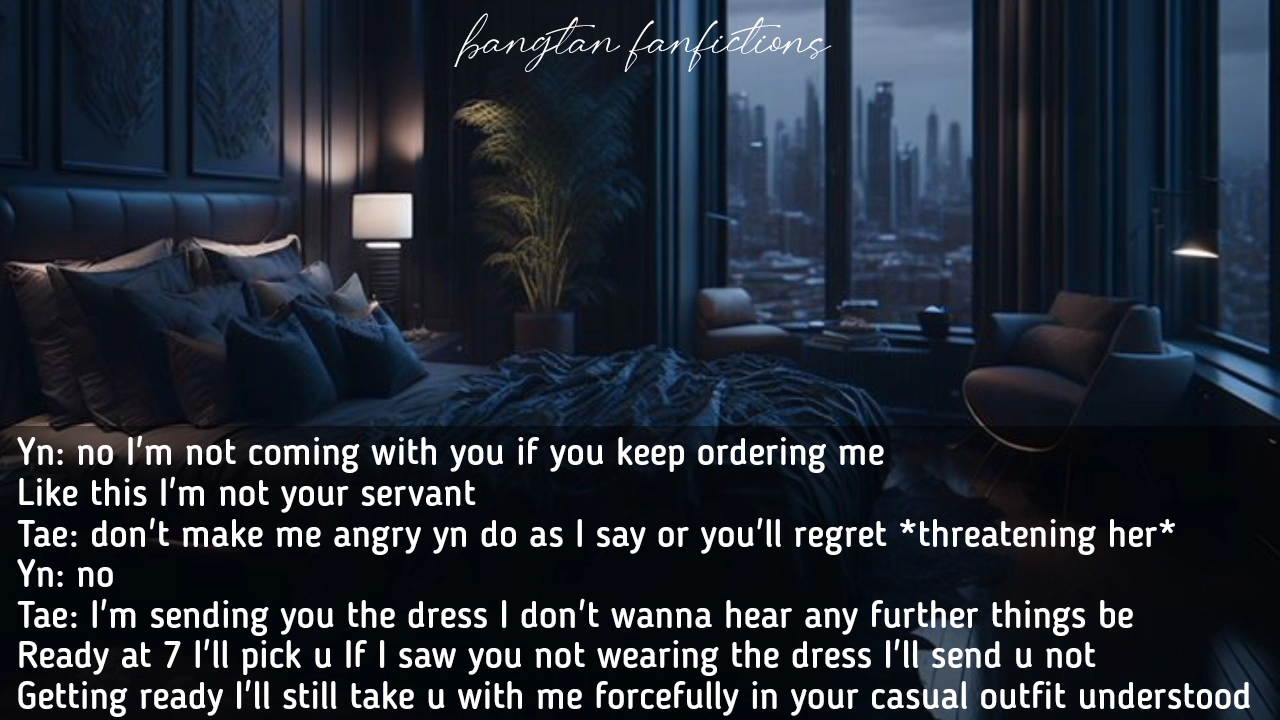 bangtan fanfictions
Yn: no I'm not coming with you if you keep ordering me
Like this I'm not your servant
Tae: don't make me angry yn do as I say or you'll regret *threatening her*
Yn: no
Tae: I'm sending you the dress I don't wanna hear any further things be
Ready at 7 I'll pick u If I saw you not wearing the dress I'll send u not
Getting ready I'll still take u with me forcefully in your casual outfit understood